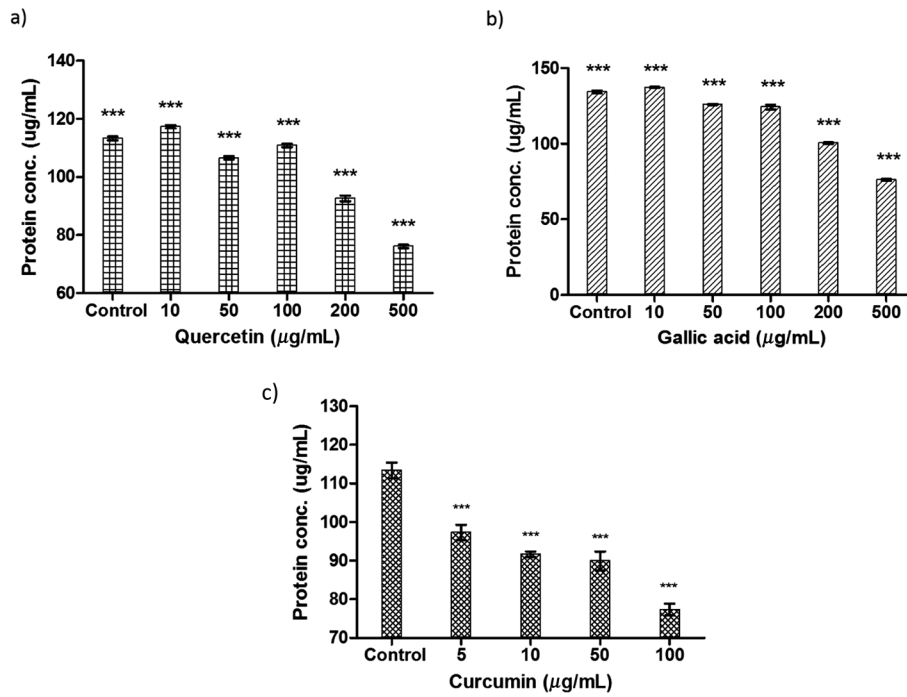 a)
Protein conc. (ug/mL)
140
120
100
80
60
*** *** *** *** *** ***
Control 10 50 100 200 500
Quercetin (μg/mL)
b)
Protein conc. (ug/mL)
150
100
50
0
*** *** *** *** *** ***
Control 10 50 100 200 500
Gallic acid (μg/mL)
c)
Protein conc. (ug/mL)
130
120
110
100
90
80
70
*** *** *** ***
Control 5 10 50 100
Curcumin (μg/mL)